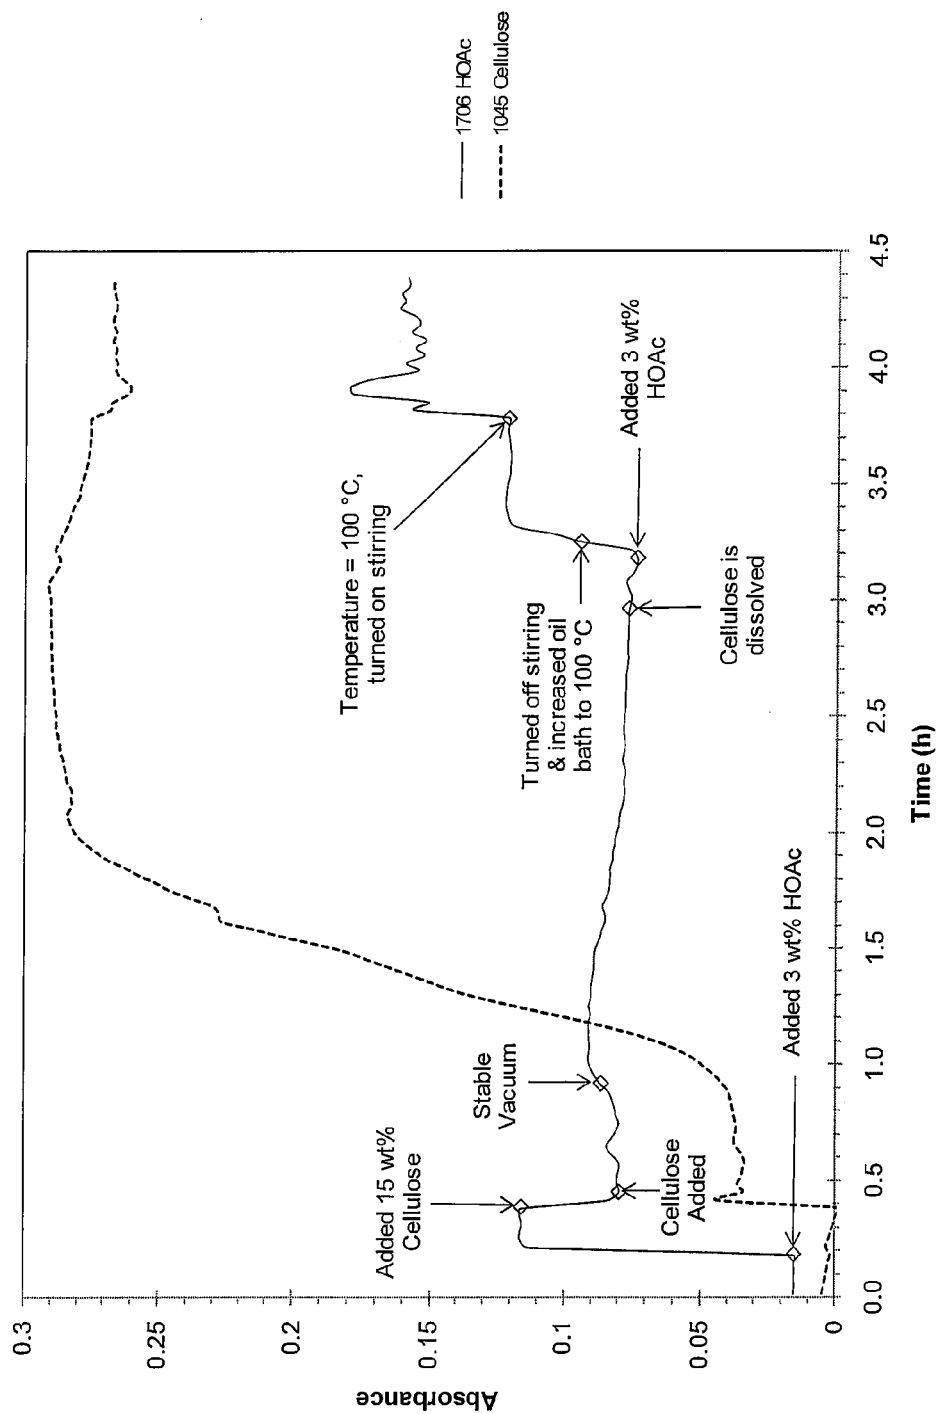 1706 HOAc
1045 Cellulose
Absorbance
0.3
0.25
0.2
0.15
0.1
0.05
0
Added 15 wt%
Cellulose
Stable
Vacuum
Cellulose
Added
Added 3 wt% HOAc
Temperature = 100 °C,
turned on stirring
Turned off stirring
& increased oil
bath to 100 °C
Cellulose is
dissolved
Added 3 wt%
HOAc
0.0
0.5
1.0
1.5
2.0
2.5
3.0
3.5
4.0
4.5
Time (h)